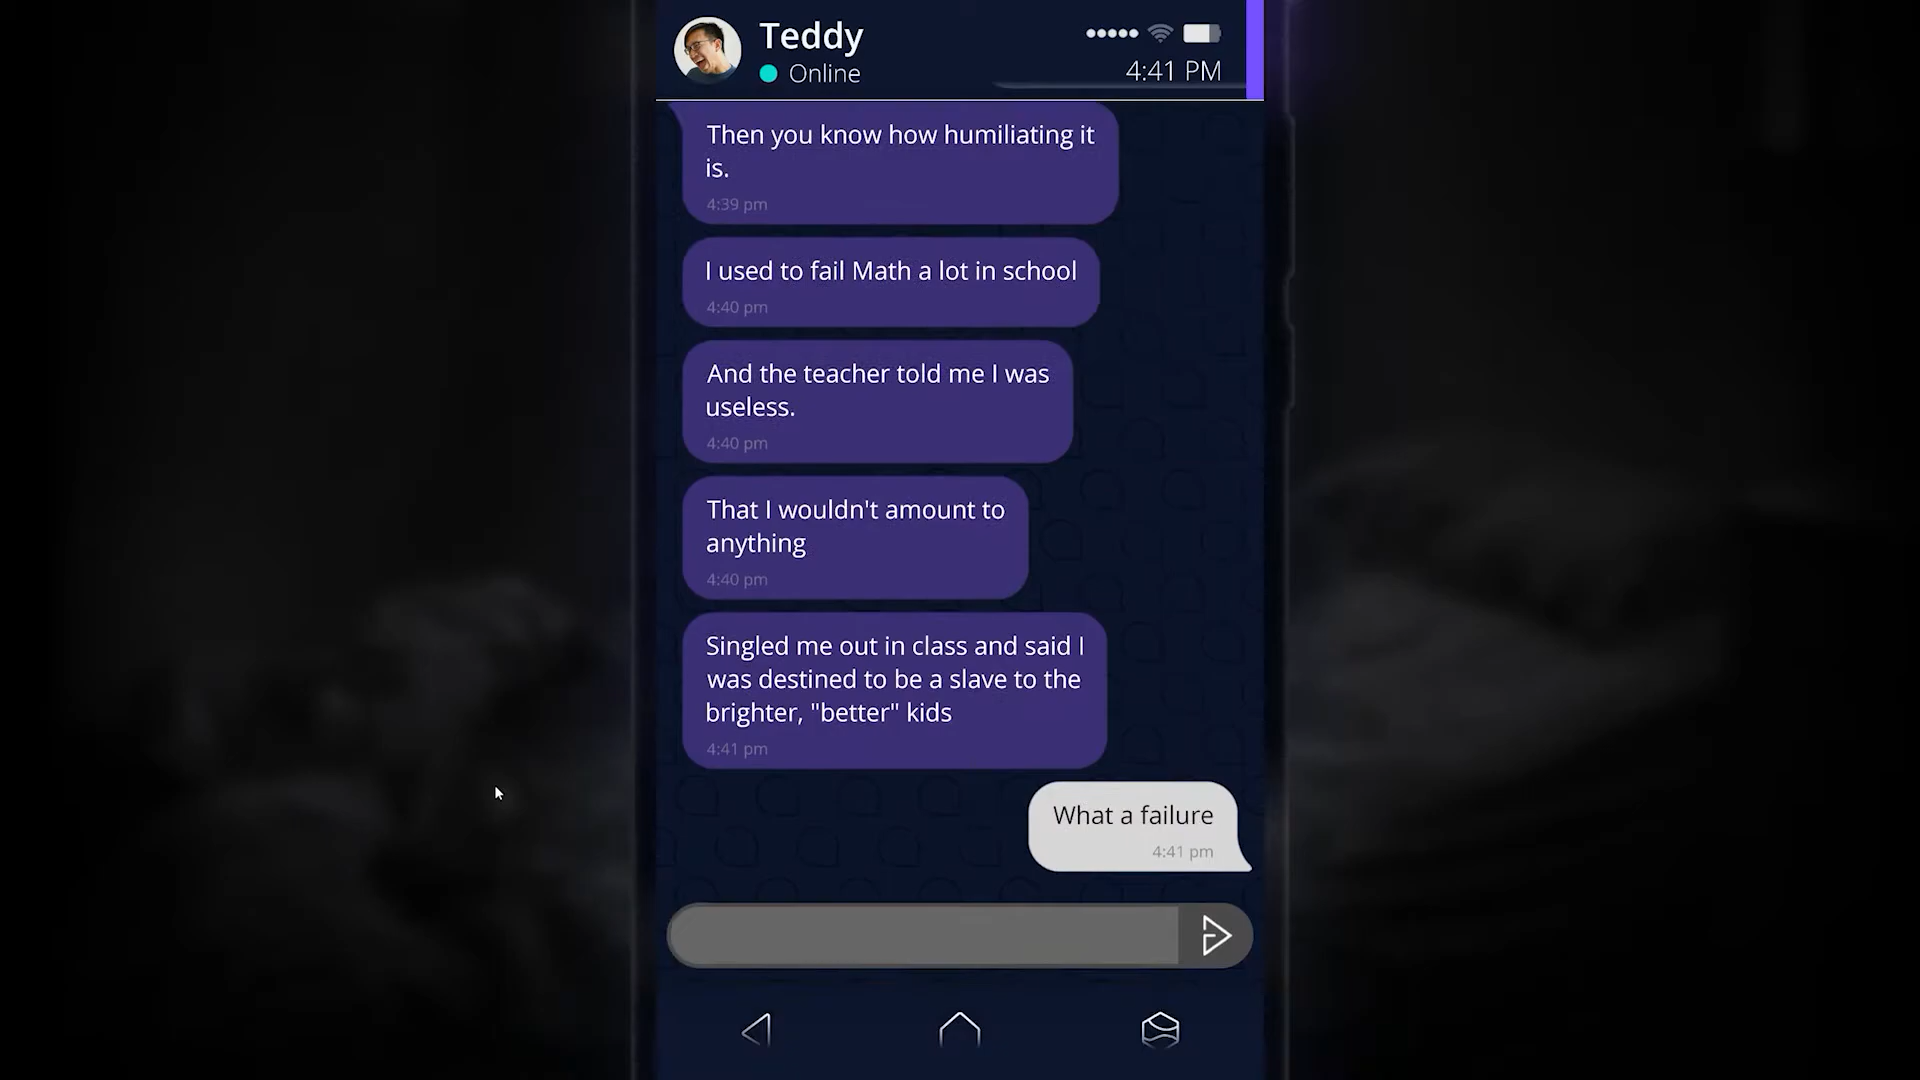 Teddy
Online
4:41 PM
Then you know how humiliating it
is.
4:39 pm
I used to fail Math a lot in school
4:40 pm
And the teacher told me I was
useless.
4:40 pm
That I wouldn't amount to
anything
4:40 pm
Singled me out in class and said I
was destined to be a slave to the
brighter, "better" kids
4:41 pm
What a failure
4:41 pm